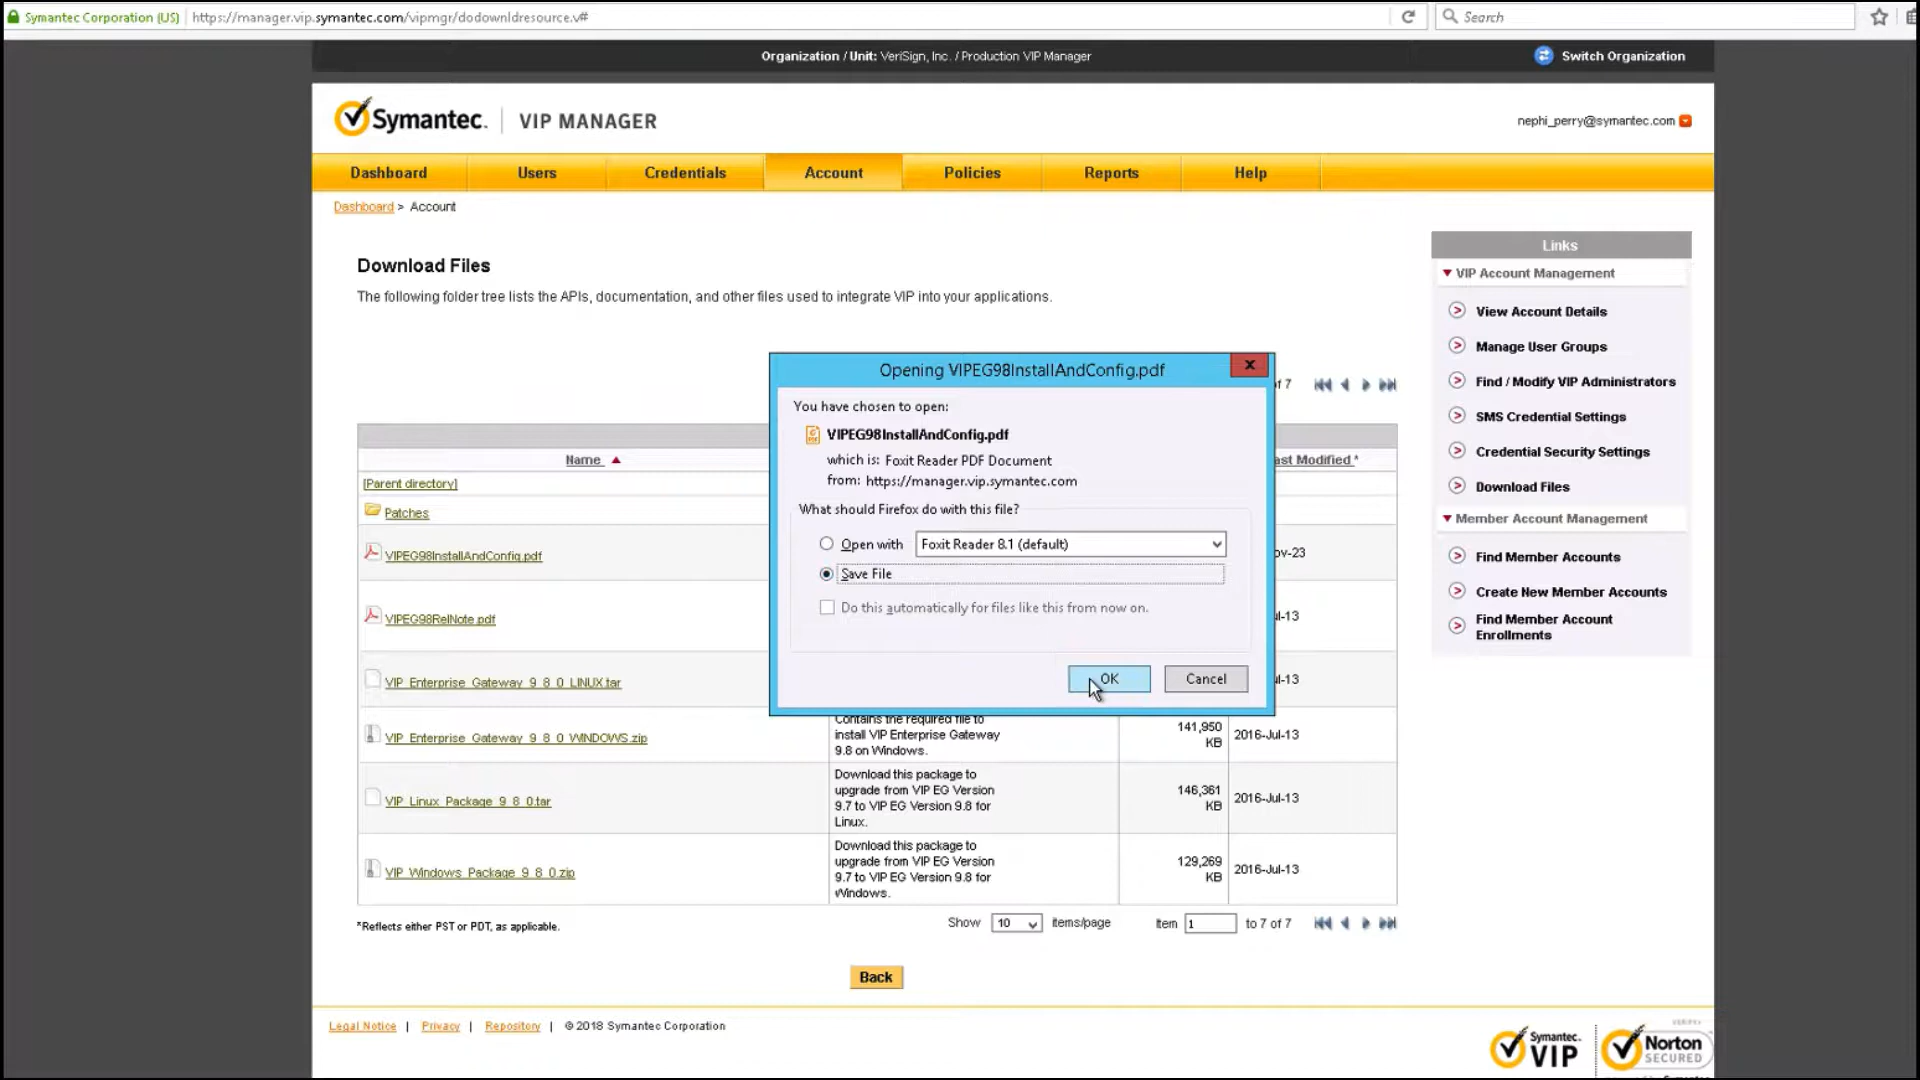 Symantec Corporation (US) https://manager.vip.symantec.com/vipmgr/dodownldresource.v# Search
Organization / Unit: VeriSign, Inc. / Production VIP Manager Switch Organization
Symantec. VIP MANAGER nephi_perry@symantec.com
Dashboard Users Credentials Account Policies Reports Help
Dashboard > Account
Links
VIP Account Management
View Account Details
Manage User Groups
Find / Modify VIP Administrators
SMS Credential Settings
Credential Security Settings
Download Files
Member Account Management
Find Member Accounts
Create New Member Accounts
Find Member Account
Enrollments
Download Files
The following folder tree lists the APIs, documentation, and other files used to integrate VIP into your applications.
of 7
Name ast Modified *
[Parent directory]
Patches
VIPEG98InstallAndConfig.pdf ov-23
VIPEG98RelNote.pdf ul-13
VIP_Enterprise_Gateway_9_8_0_LINUX.tar ul-13
Opening VIPEG98InstallAndConfig.pdf
You have chosen to open:
VIPEG98InstallAndConfig.pdf
which is: Foxit Reader PDF Document
from: https://manager.vip.symantec.com
What should Firefox do with this file?
Open with Foxit Reader 8.1 (default)
Save File
Do this automatically for files like this from now on.
OK Cancel
VIP_Enterprise_Gateway_9_8_0_WINDOWS.zip
Contains the required file to
install VIP Enterprise Gateway
9.8 on Windows.
141,950
KB
2016-Jul-13
VIP_Linux_Package_9_8_0.tar
Download this package to
upgrade from VIP EG Version
9.7 to VIP EG Version 9.8 for
Linux.
146,361
KB
2016-Jul-13
VIP_Windows_Package_9_8_0.zip
Download this package to
upgrade from VIP EG Version
9.7 to VIP EG Version 9.8 for
Windows.
129,269
KB
2016-Jul-13
*Reflects either PST or PDT, as applicable. Show 10 items/page Item 1 to 7 of 7
Back
Legal Notice | Privacy | Repository | © 2018 Symantec Corporation
Symantec.
VIP
Norton
SECURED